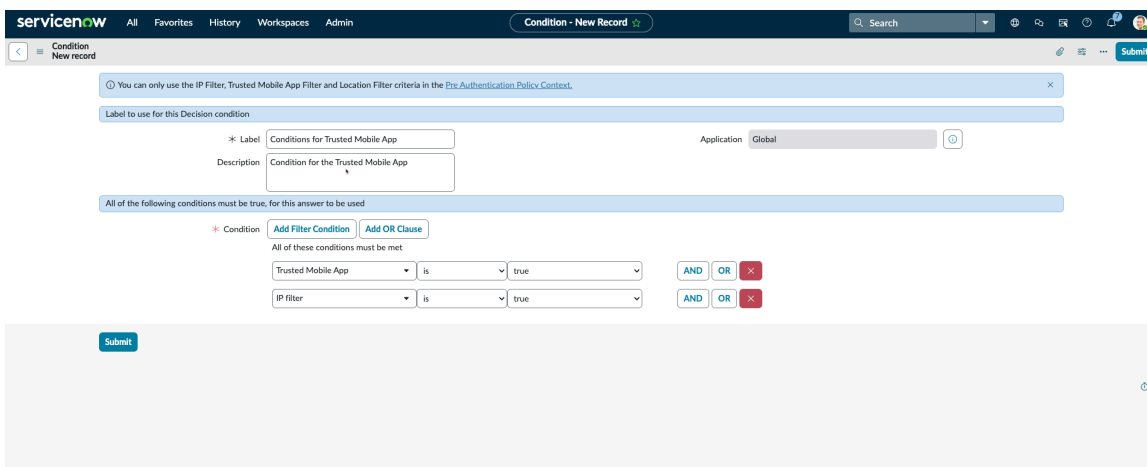 servicenow All Favorites History Workspaces Admin Condition - New Record Search 7
Condition
New record
Submit
You can only use the IP Filter, Trusted Mobile App Filter and Location Filter criteria in the Pre Authentication Policy Context.
Label to use for this Decision condition
Label Conditions for Trusted Mobile App Application Global
Description Condition for the Trusted Mobile App
All of the following conditions must be true, for this answer to be used
Condition Add Filter Condition Add OR Clause
All of these conditions must be met
Trusted Mobile App is true AND OR
IP filter is true AND OR
Submit